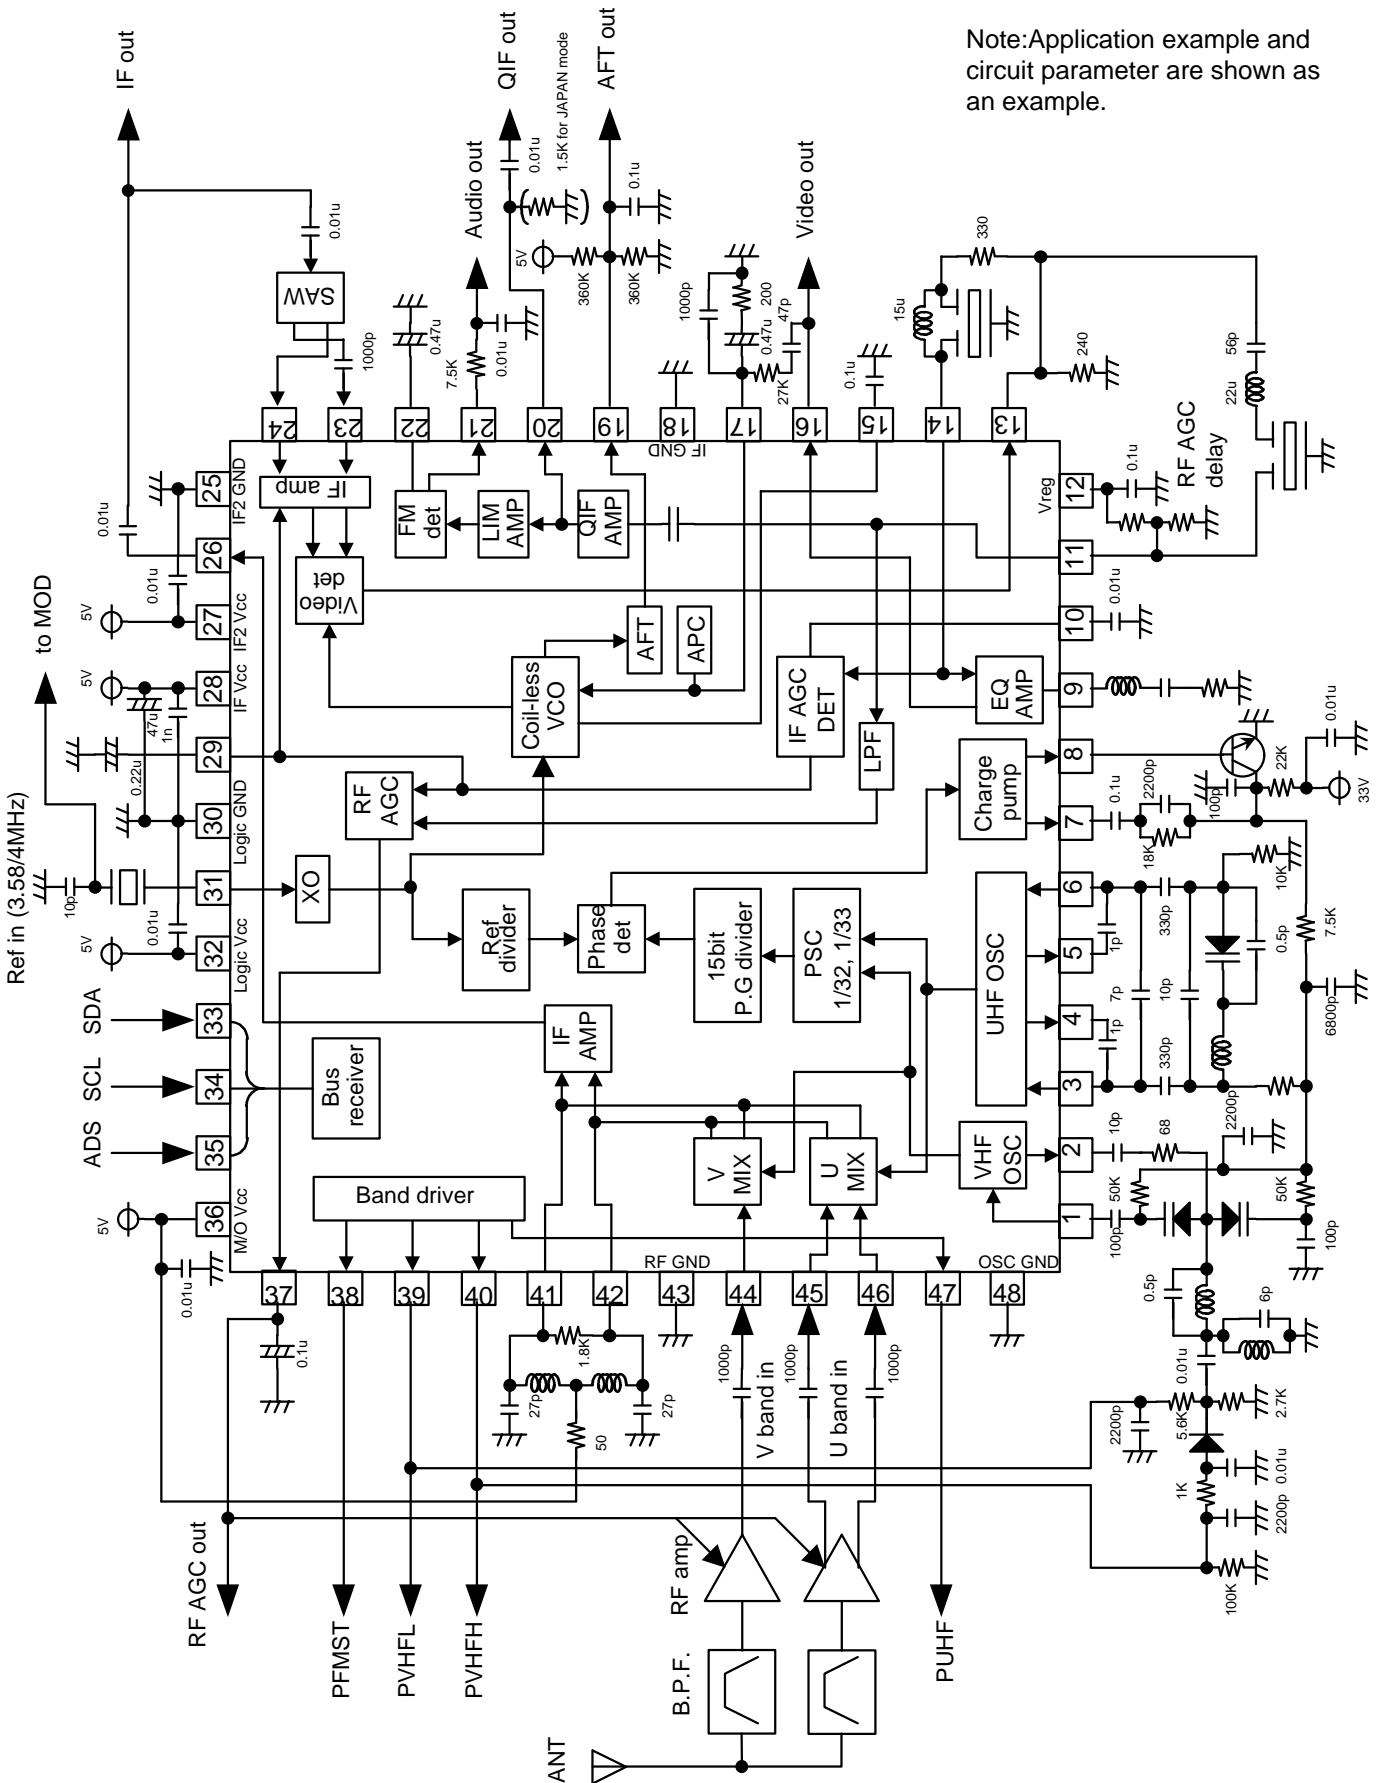 Note:Application example and
circuit parameter are shown as
an example.
IF out
QIF out
1.5K for JAPAN mode
AFT out
Audio out
Video out
0.01u
0.01u
SAW
1000p
0.47u
7.5K
0.01u
5V
360K
360K
0.1u
1000p
200
0.47u
47p
27K
0.1u
15u
330
240
56p
22u
RF AGC
delay
24
23
22
21
20
19
18
17
16
15
14
13
IF GND
25
IF2 GND
26
27
IF2 Vcc
28
IF Vcc
29
30
Logic GND
31
32
Logic Vcc
33
34
35
36
M/O Vcc
0.01u
0.01u
5V
to MOD
5V
47u
1n
0.22u
Ref in (3.58/4MHz)
10p
0.01u
5V
SDA
SCL
ADS
5V
0.01u
IF amp
Video
det
FM
det
LIM
AMP
QIF
AMP
Coil-less
VCO
AFT
APC
IF AGC
DET
EQ
AMP
LPF
RF
AGC
XO
Ref
divider
Phase
det
15bit
P.G divider
PSC
1/32, 1/33
Charge
pump
UHF OSC
IF
AMP
Bus
receiver
V
MIX
U
MIX
VHF
OSC
Band driver
Vreg
12
11
10
9
8
7
6
5
4
3
2
1
0.1u
0.01u
0.01u
22K
33V
100p
2200p
0.1u
18K
10K
7.5K
1p
330p
0.5p
7p
10p
1p
330p
6800p
2200p
10p
68
50K
50K
100p
100p
RF GND
OSC GND
37
38
39
40
41
42
43
44
45
46
47
48
0.1u
1.8K
27p
27p
50
1000p
V band in
1000p
U band in
1000p
0.5p
6p
0.01u
2200p
5.6K
2.7K
0.01u
1K
2200p
100K
RF AGC out
PFMST
PVHFL
PVHFH
RF amp
B.P.F.
PUHF
ANT